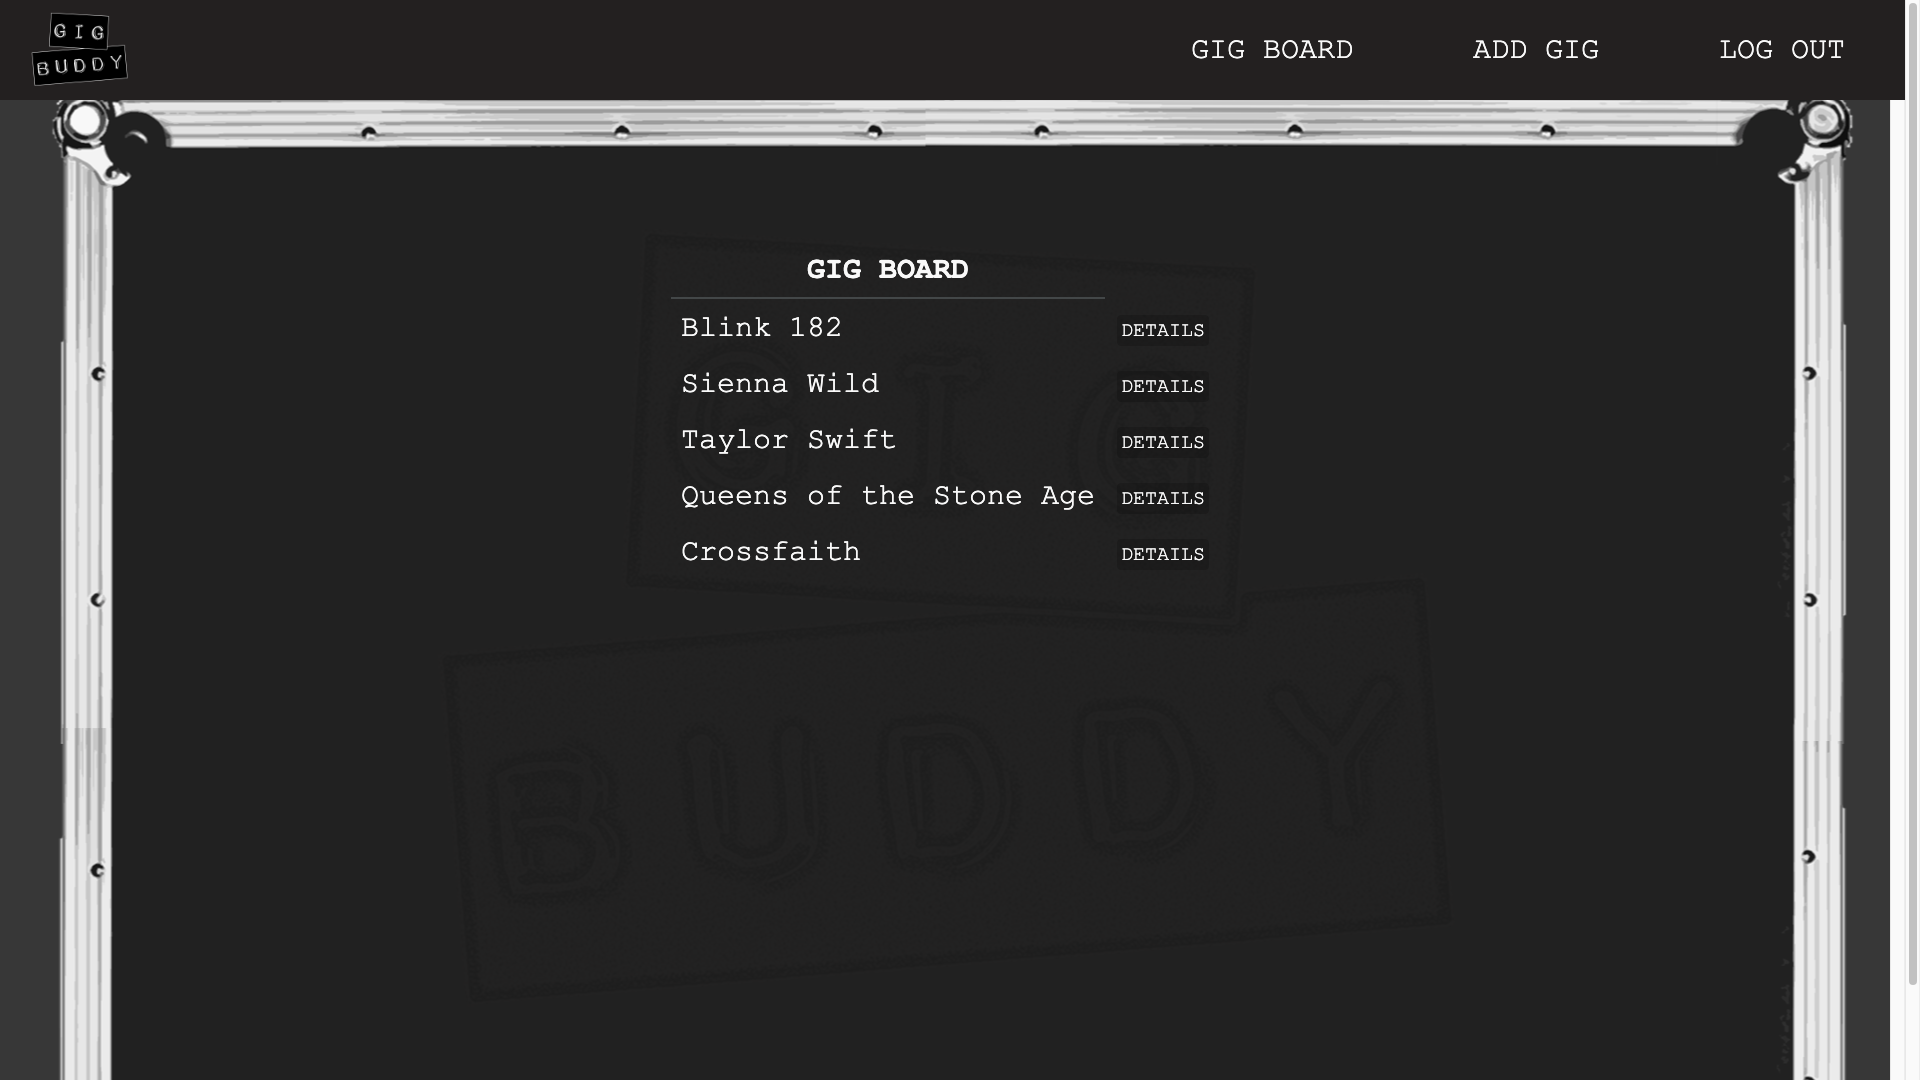 GIG
BUDDY
GIG BOARD
ADD GIG
LOG OUT
GIG BOARD
Blink 182 DETAILS
Sienna Wild DETAILS
Taylor Swift DETAILS
Queens of the Stone Age DETAILS
Crossfaith DETAILS
GIG
BUDDY